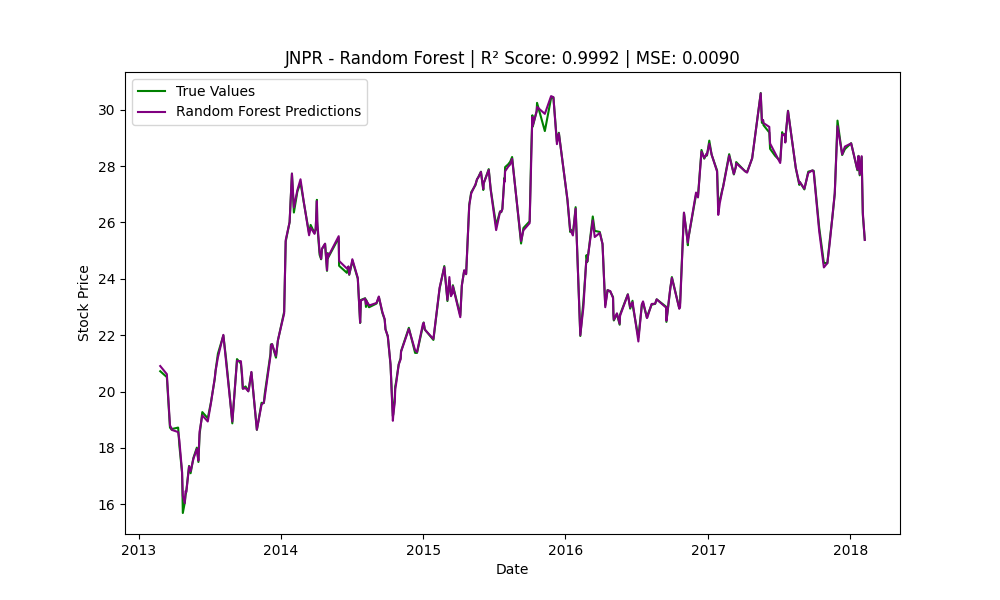 JNPR - Random Forest | R² Score: 0.9992 | MSE: 0.0090
True Values
Random Forest Predictions
Stock Price
30
28
26
24
22
20
18
16
2013 2014 2015 2016 2017 2018
Date